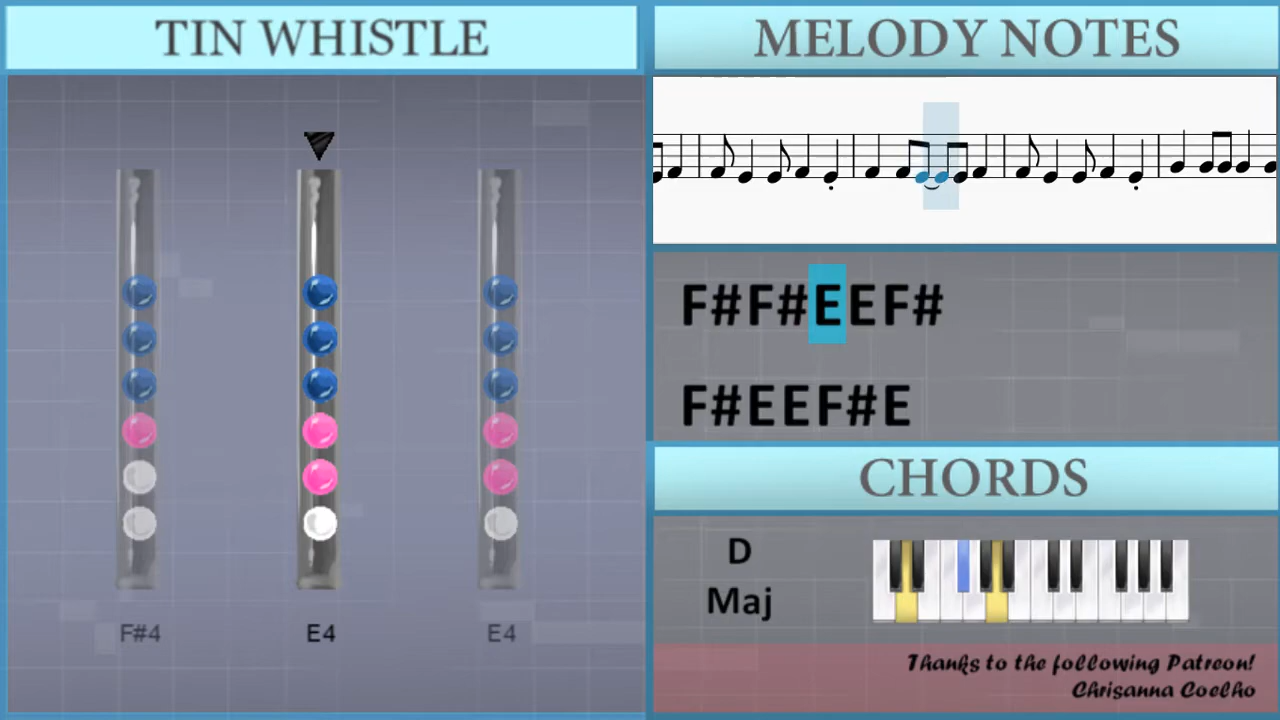 TIN WHISTLE
F#4
E4
E4
MELODY NOTES
F#F#EEF#
F#EEF#E
CHORDS
D
Maj
Thanks to the following Patreon!
Chrisanna Coelho